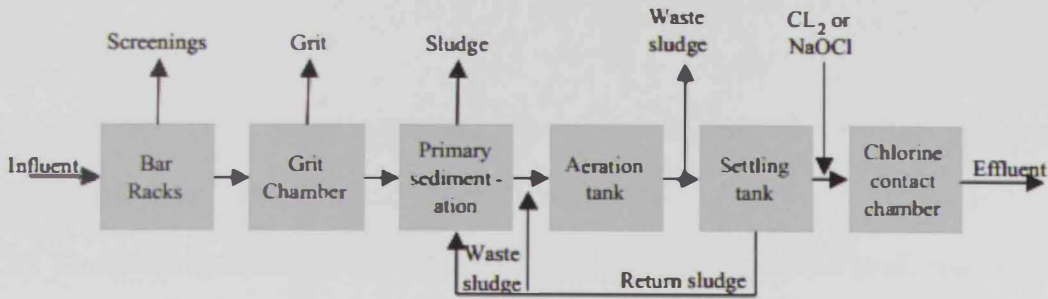 Screenings
Grit
Sludge
Waste
sludge
CL2 or
NaOCl
Influent
Bar
Racks
Grit
Chamber
Primary
sediment -
ation
Aeration
tank
Settling
tank
Chlorine
contact
chamber
Effluent
Waste
sludge
Return sludge